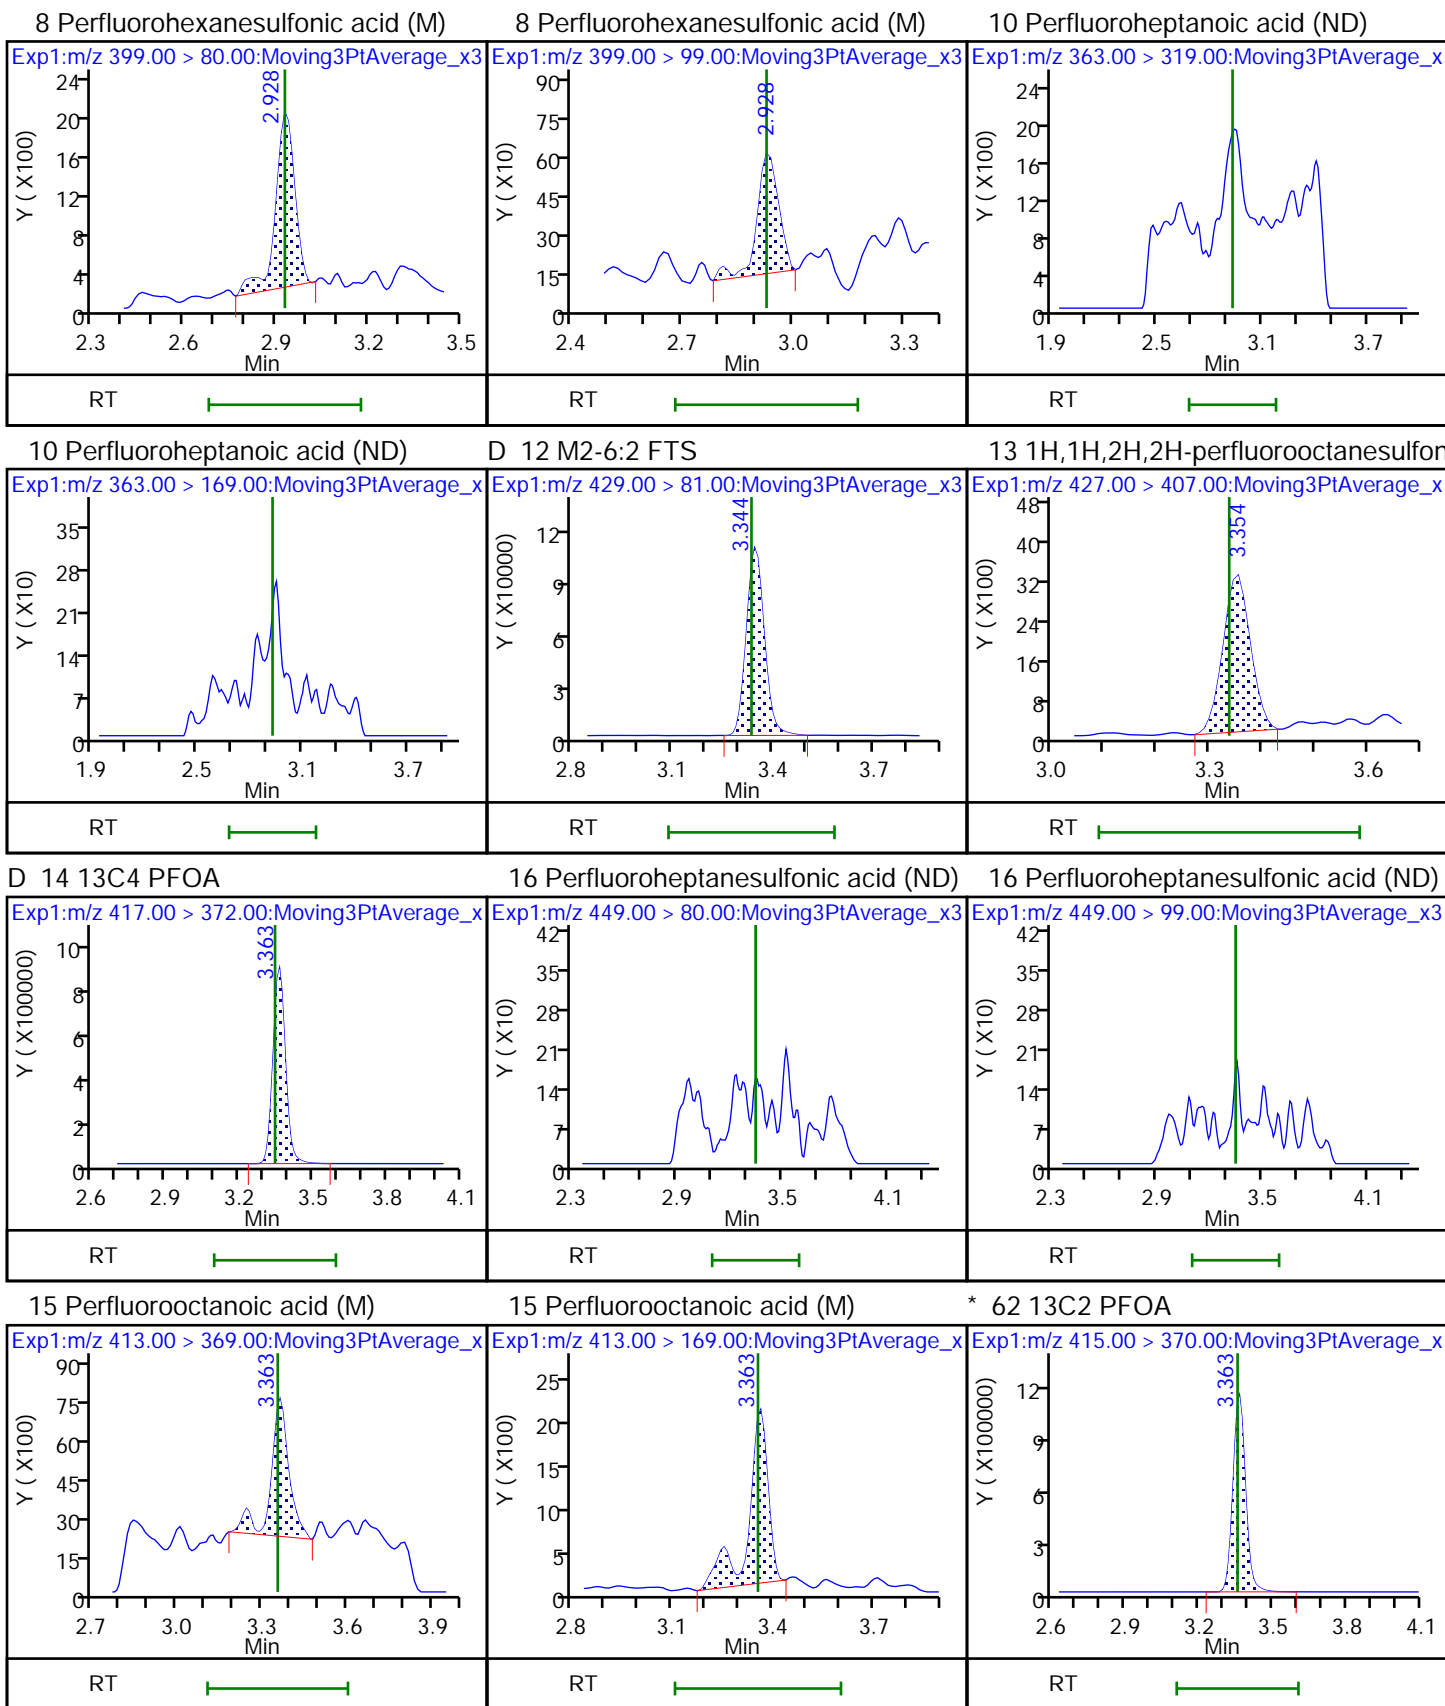 8 Perfluorohexanesulfonic acid (M)
8 Perfluorohexanesulfonic acid (M)
10 Perfluoroheptanoic acid (ND)
Exp1:m/z 399.00 > 80.00:Moving3PtAverage_x3
Exp1:m/z 399.00 > 99.00:Moving3PtAverage_x3
Exp1:m/z 363.00 > 319.00:Moving3PtAverage_x
Y ( X100)
24
20
16
12
8
4
0
2.928
2.3 2.6 2.9 3.2 3.5
Min
Y ( X10)
90
75
60
45
30
15
0
2.928
2.4 2.7 3.0 3.3
Min
Y ( X100)
24
20
16
12
8
4
0
1.9 2.5 3.1 3.7
Min
RT
RT
RT
10 Perfluoroheptanoic acid (ND)
D 12 M2-6:2 FTS
13 1H,1H,2H,2H-perfluorooctanesulfon
Exp1:m/z 363.00 > 169.00:Moving3PtAverage_x
Exp1:m/z 429.00 > 81.00:Moving3PtAverage_x3
Exp1:m/z 427.00 > 407.00:Moving3PtAverage_x
Y ( X10)
35
28
21
14
7
0
1.9 2.5 3.1 3.7
Min
Y ( X10000)
12
9
6
3
0
3.344
2.8 3.1 3.4 3.7
Min
Y ( X100)
48
40
32
24
16
8
0
3.354
3.0 3.3 3.6
Min
RT
RT
RT
D 14 13C4 PFOA
16 Perfluoroheptanesulfonic acid (ND)
16 Perfluoroheptanesulfonic acid (ND)
Exp1:m/z 417.00 > 372.00:Moving3PtAverage_x
Exp1:m/z 449.00 > 80.00:Moving3PtAverage_x3
Exp1:m/z 449.00 > 99.00:Moving3PtAverage_x3
Y ( X100000)
10
8
6
4
2
0
3.363
2.6 2.9 3.2 3.5 3.8 4.1
Min
Y ( X10)
42
35
28
21
14
7
0
2.3 2.9 3.5 4.1
Min
Y ( X10)
42
35
28
21
14
7
0
2.3 2.9 3.5 4.1
Min
RT
RT
RT
15 Perfluorooctanoic acid (M)
15 Perfluorooctanoic acid (M)
* 62 13C2 PFOA
Exp1:m/z 413.00 > 369.00:Moving3PtAverage_x
Exp1:m/z 413.00 > 169.00:Moving3PtAverage_x
Exp1:m/z 415.00 > 370.00:Moving3PtAverage_x
Y ( X100)
90
75
60
45
30
15
0
3.363
2.7 3.0 3.3 3.6 3.9
Min
Y ( X100)
25
20
15
10
5
0
3.363
2.8 3.1 3.4 3.7
Min
Y ( X100000)
12
9
6
3
0
3.363
2.6 2.9 3.2 3.5 3.8 4.1
Min
RT
RT
RT